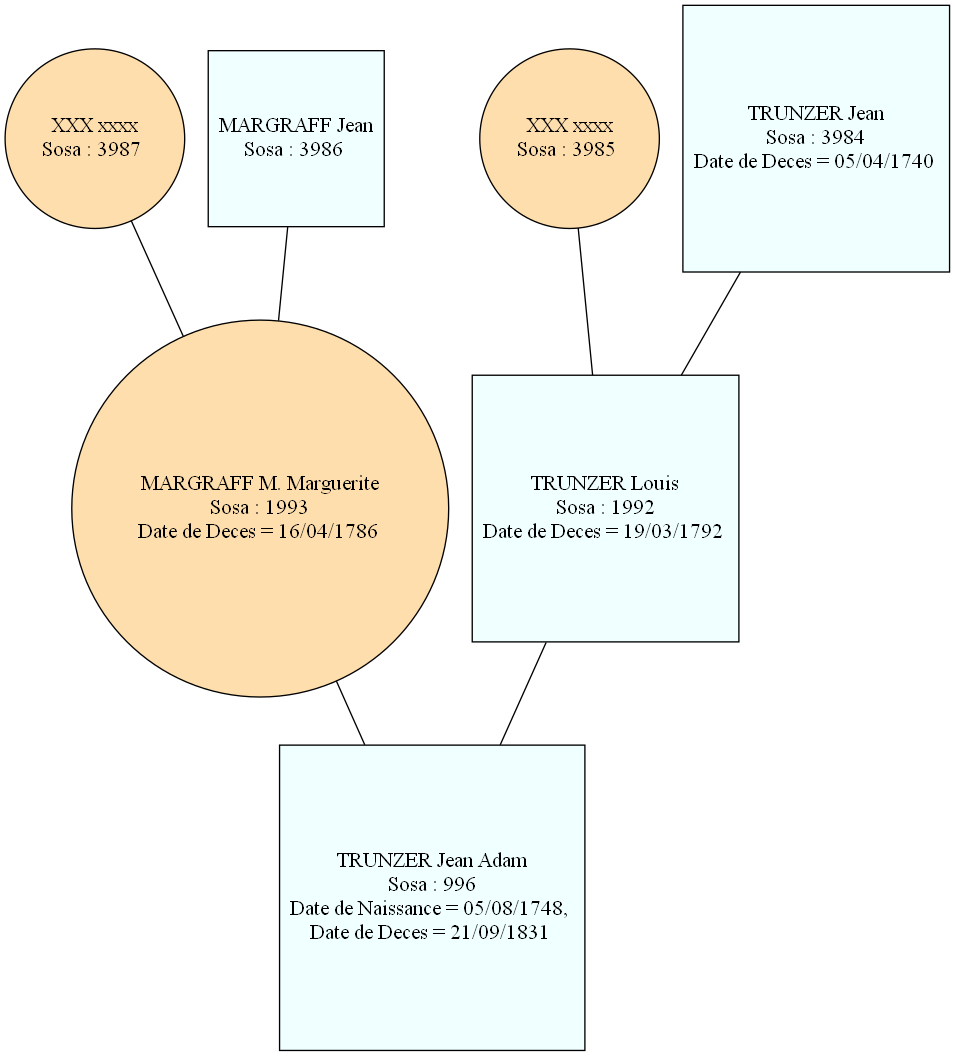 XXX xxxx
Sosa : 3987
MARGRAFF Jean
Sosa : 3986
XXX xxxx
Sosa : 3985
TRUNZER Jean
Sosa : 3984
Date de Deces = 05/04/1740
MARGRAFF M. Marguerite
Sosa : 1993
Date de Deces = 16/04/1786
TRUNZER Louis
Sosa : 1992
Date de Deces = 19/03/1792
TRUNZER Jean Adam
Sosa : 996
Date de Naissance = 05/08/1748,
Date de Deces = 21/09/1831